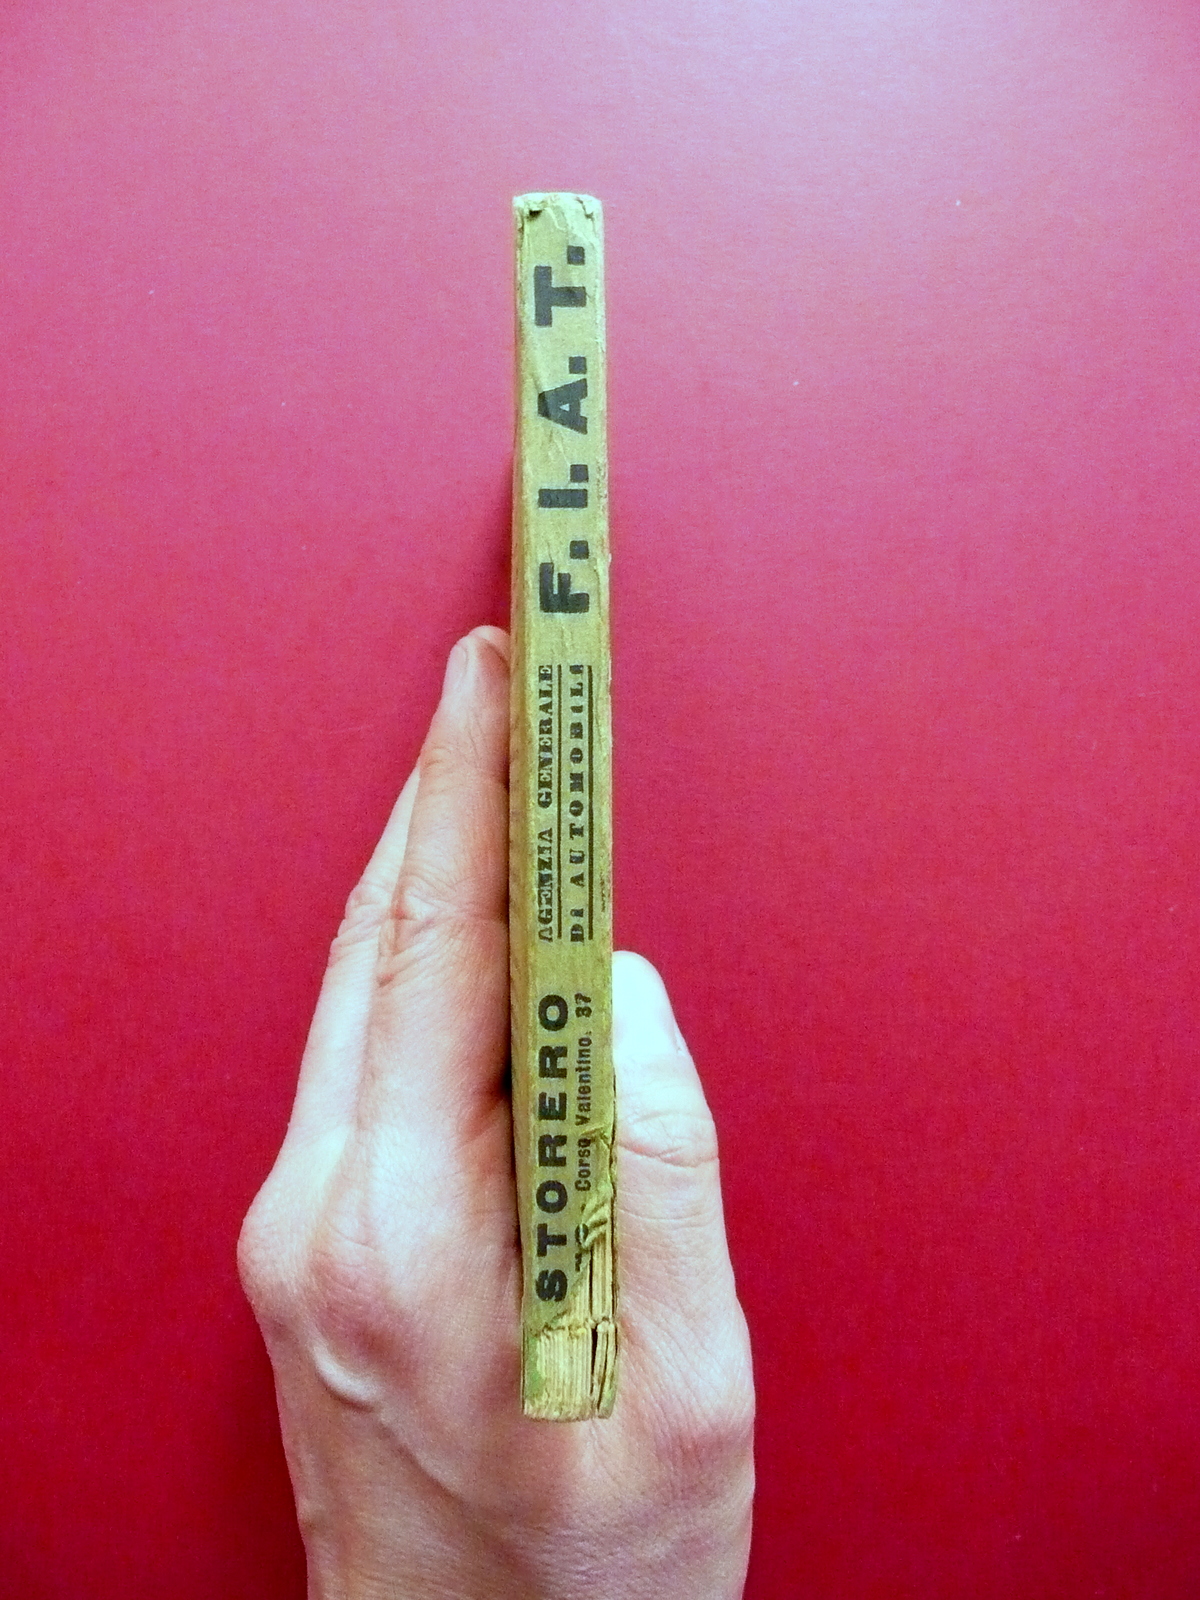 STORERO
Corso Valentino, 37
AGENZIA GENERALE
DI AUTOMOBILI
F. I. A. T.